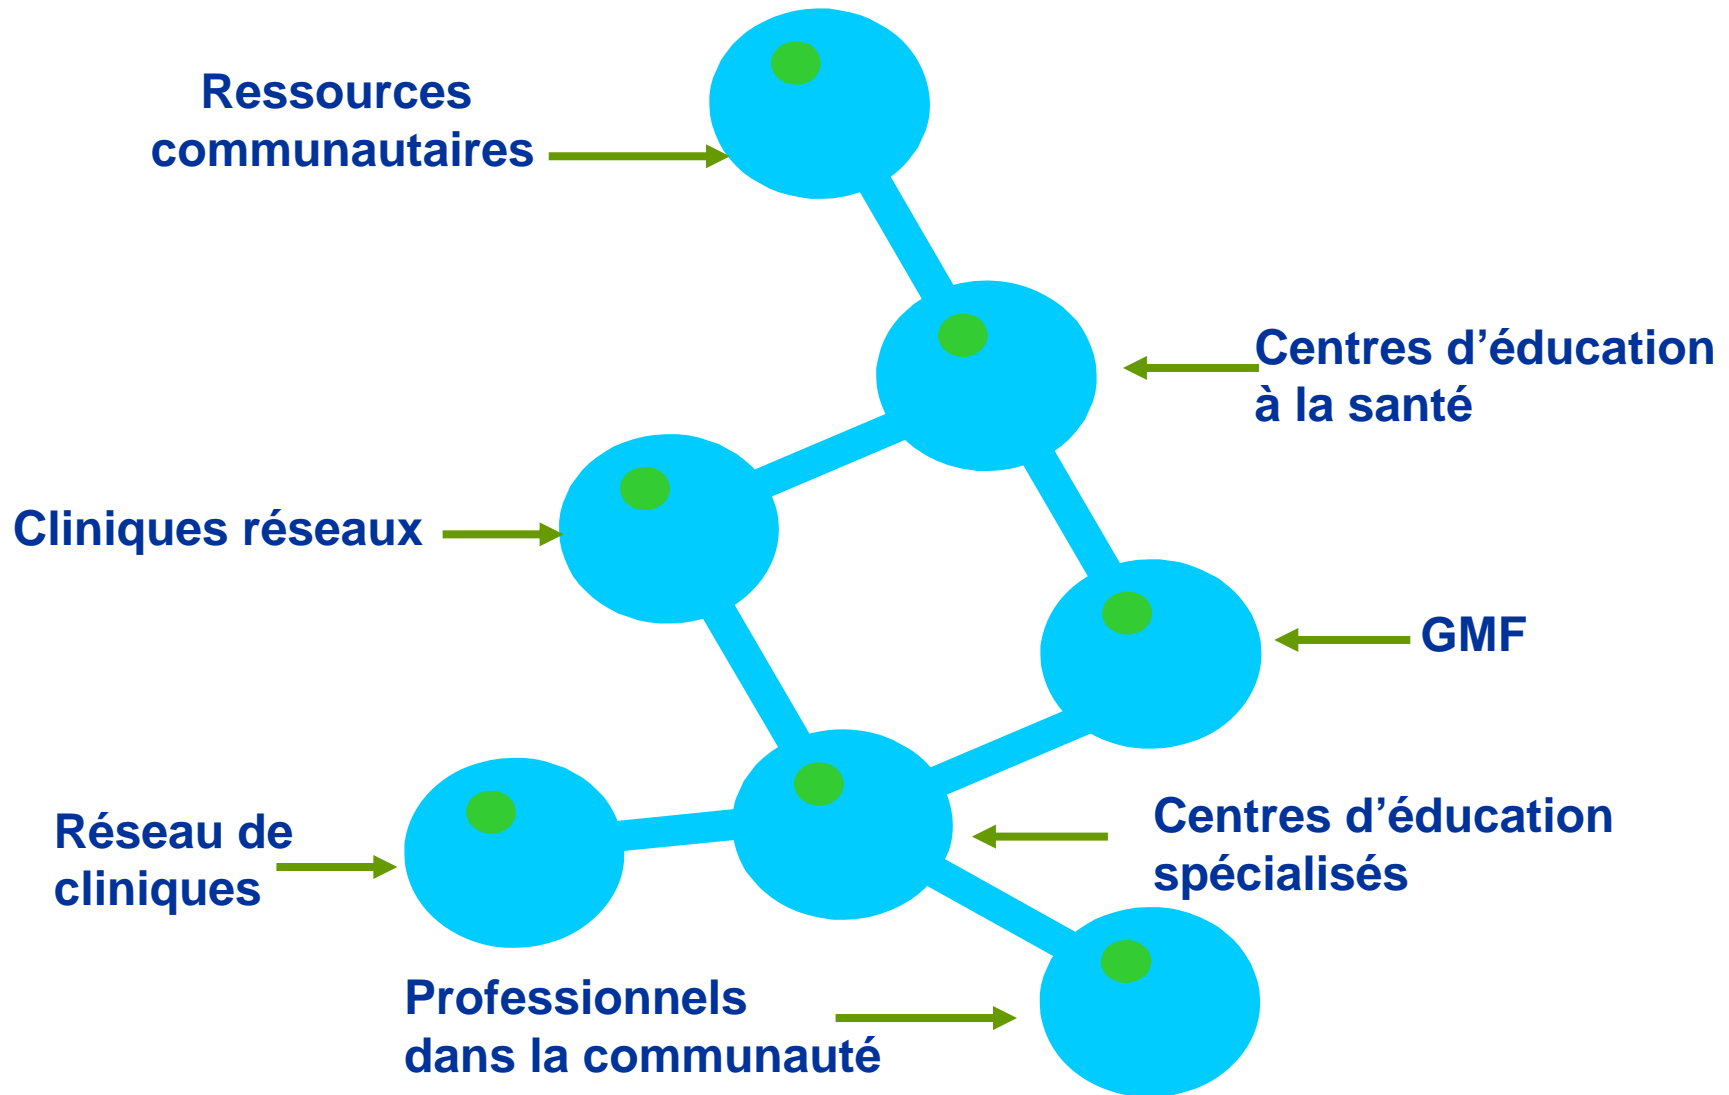 Ressources
communautaires
Centres d’éducation
à la santé
Cliniques réseaux
GMF
Centres d’éducation
spécialisés
Réseau de
cliniques
Professionnels
dans la communauté